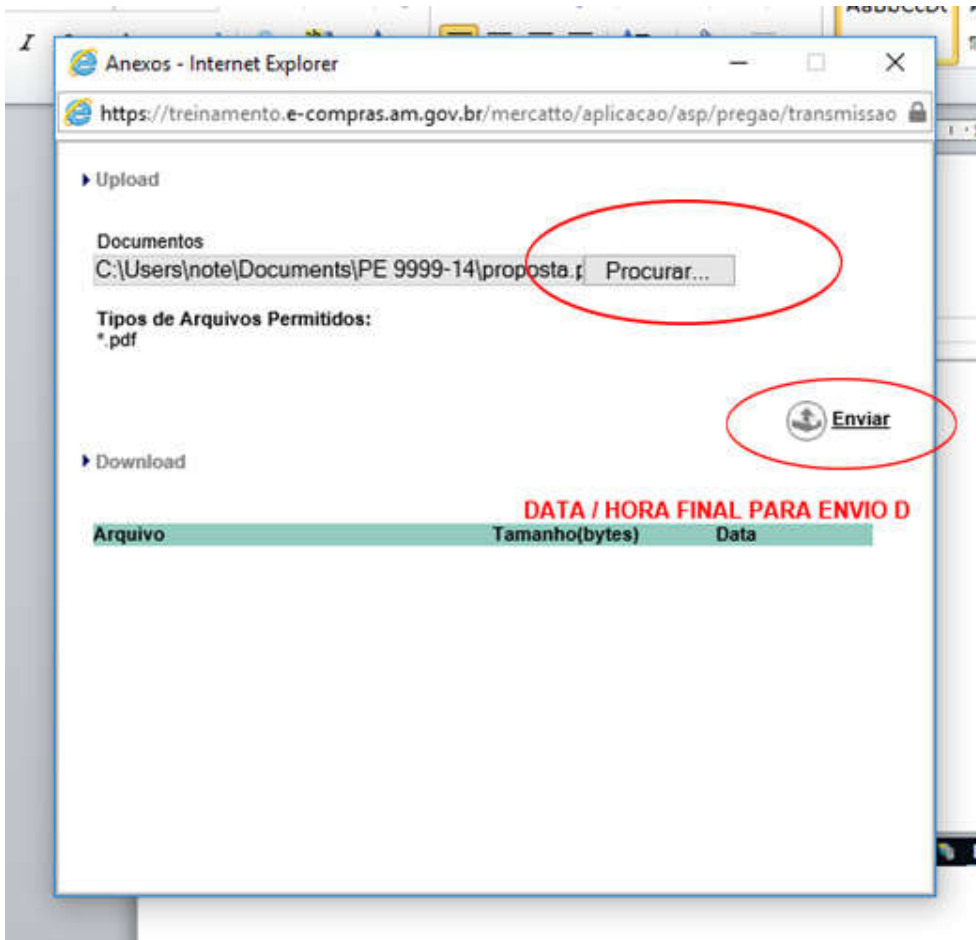 I
Anexos - Internet Explorer
https://treinamento.e-compras.am.gov.br/mercatto/aplicacao/asp/pregao/transmissao
Upload
Documentos
C:\Users\note\Documents\PE 9999-14\proposta.p Procurar...
Tipos de Arquivos Permitidos:
*.pdf
Enviar
Download
DATA / HORA FINAL PARA ENVIO D
Arquivo Tamanho(bytes) Data